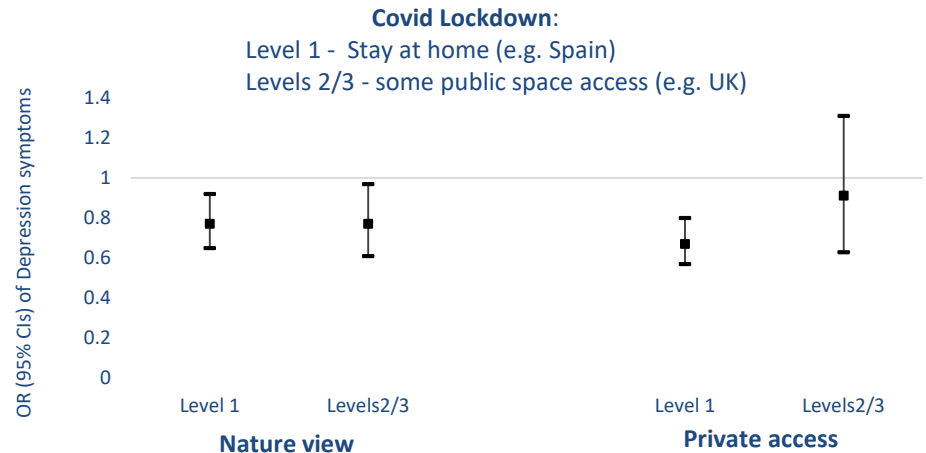 Covid Lockdown:
Level 1 - Stay at home (e.g. Spain)
Levels 2/3 - some public space access (e.g. UK)
OR (95% CIs) of Depression symptoms
1.4
1.2
1
0.8
0.6
0.4
0.2
0
Level 1
Levels2/3
Level 1
Levels2/3
Nature view
Private access